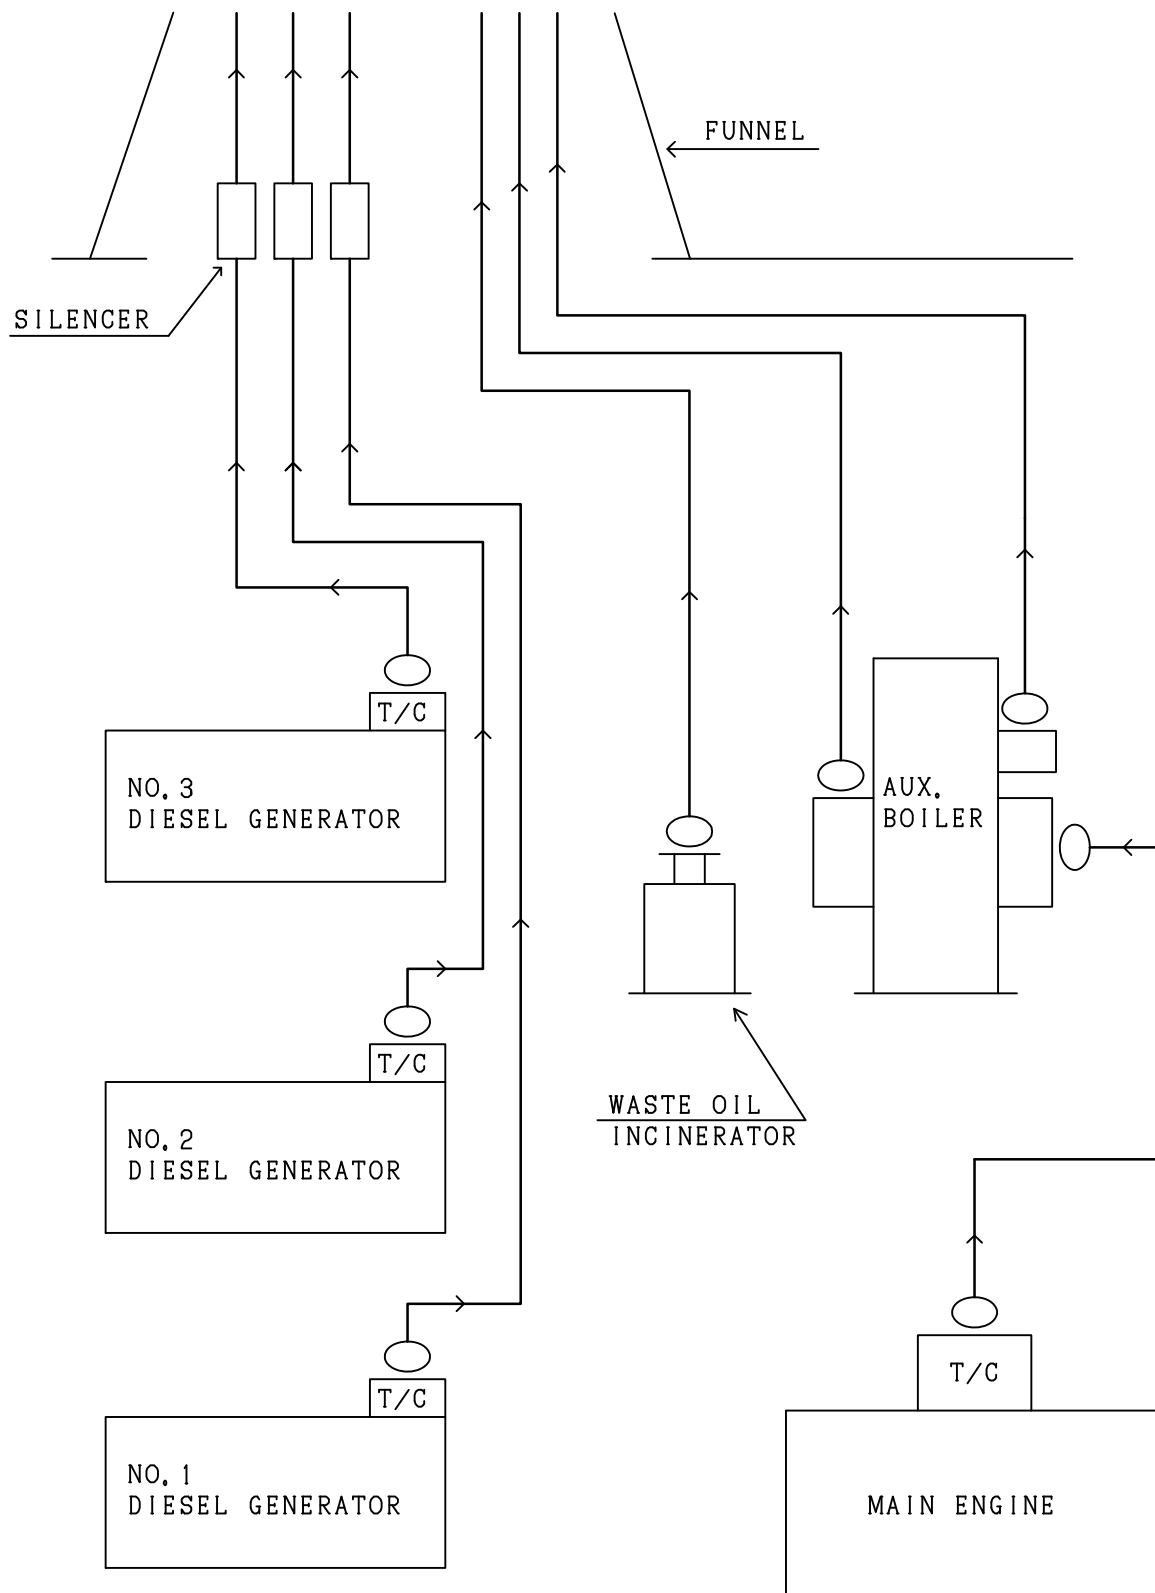 FUNNEL
SILENCER
T/C
NO. 3
DIESEL GENERATOR
AUX.
BOILER
T/C
NO. 2
DIESEL GENERATOR
WASTE OIL
INCINERATOR
T/C
NO. 1
DIESEL GENERATOR
T/C
MAIN ENGINE